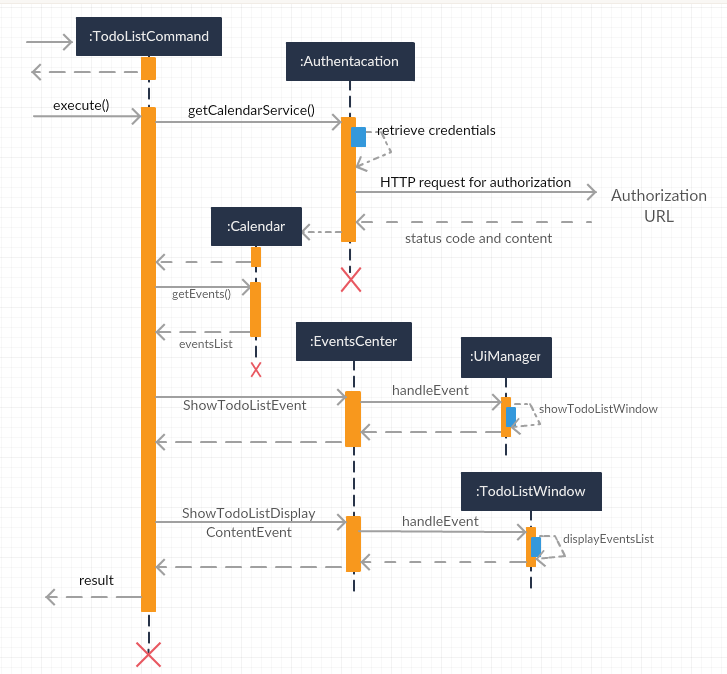 :TodoListCommand
:Authentacation
execute()
getCalendarService()
retrieve credentials
HTTP request for authorization
Authorization
URL
:Calendar
status code and content
getEvents()
eventsList
:EventsCenter
:UiManager
handleEvent
ShowTodoListEvent
showTodoListWindow
:TodoListWindow
ShowTodoListDisplay
ContentEvent
handleEvent
displayEventsList
result